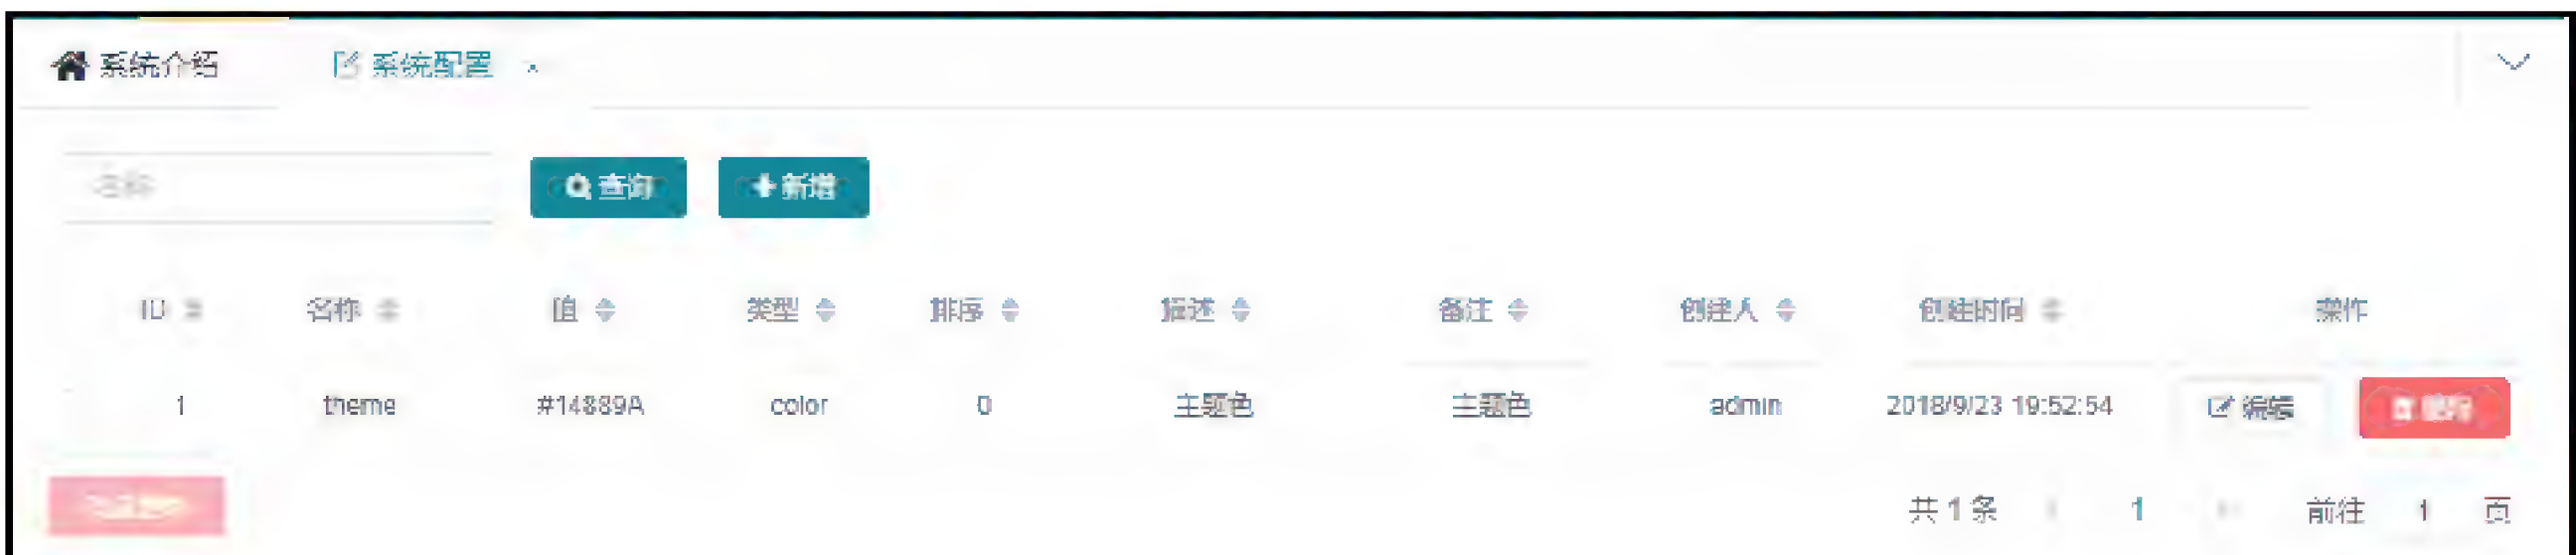 系统介绍 系统配置 ×
名称 查询 新增
ID 名称 值 类型 排序 描述 备注 创建人 创建时间 操作
1 theme #14889A color 0 主题色 主题色 admin 2018/9/23 19:52:54 编辑 删除
共 1 条 1 前往 1 页